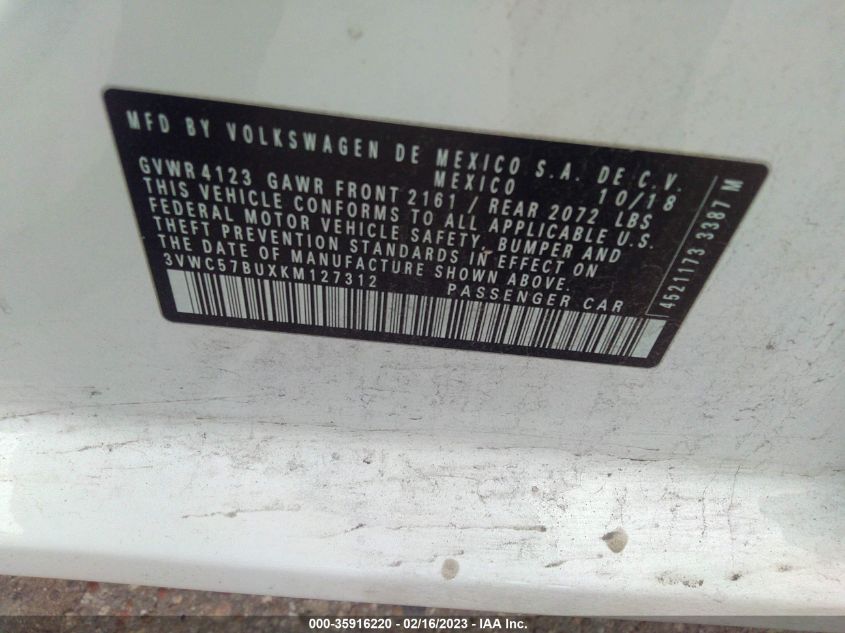 MFD BY VOLKSWAGEN DE MEXICO S.A. DE C.V.
MEXICO 10/18
GVWR 4123 GAWR FRONT 2161 / REAR 2072 LBS
THIS VEHICLE CONFORMS TO ALL APPLICABLE U.S.
FEDERAL MOTOR VEHICLE SAFETY, BUMPER AND
THEFT PREVENTION STANDARDS IN EFFECT ON
THE DATE OF MANUFACTURE SHOWN ABOVE.
3VWC57BUXKM127312 PASSENGER CAR
4521173 3387 M
000-35916220 - 02/16/2023 - IAA Inc.